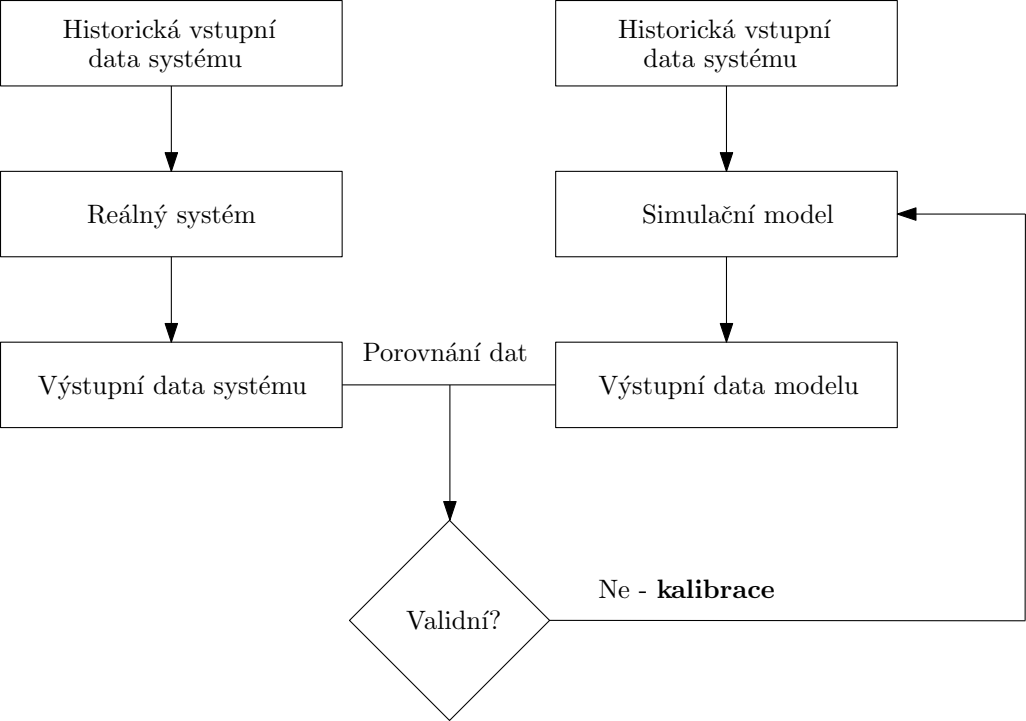 Historická vstupní
data systému
Historická vstupní
data systému
Reálný systém
Simulační model
Porovnání dat
Výstupní data systému
Výstupní data modelu
Ne - kalibrace
Validní?